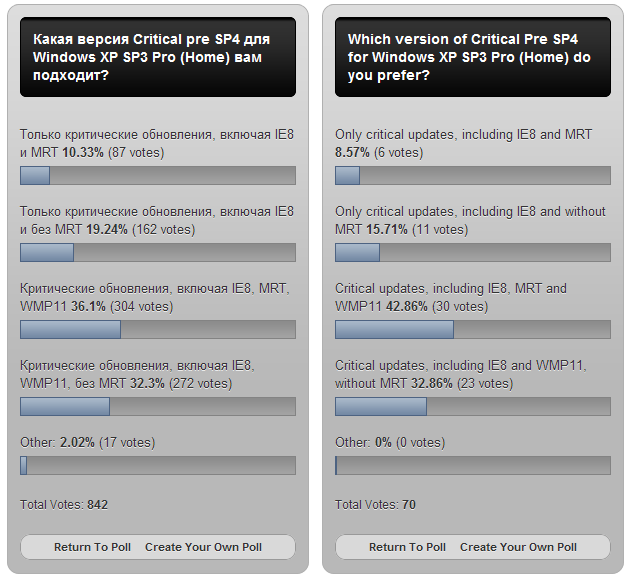 Какая версия Critical pre SP4 для
Windows XP SP3 Pro (Home) вам
подходит?
Только критические обновления, включая IE8
и MRT 10.33% (87 votes)
Только критические обновления, включая IE8
и без MRT 19.24% (162 votes)
Критические обновления, включая IE8, MRT,
WMP11 36.1% (304 votes)
Критические обновления, включая IE8,
WMP11, без MRT 32.3% (272 votes)
Other: 2.02% (17 votes)
Total Votes: 842
Return To Poll Create Your Own Poll
Which version of Critical Pre SP4
for Windows XP SP3 Pro (Home) do
you prefer?
Only critical updates, including IE8 and MRT
8.57% (6 votes)
Only critical updates, including IE8 and without
MRT 15.71% (11 votes)
Critical updates, including IE8, MRT and
WMP11 42.86% (30 votes)
Critical updates, including IE8 and WMP11,
without MRT 32.86% (23 votes)
Other: 0% (0 votes)
Total Votes: 70
Return To Poll Create Your Own Poll